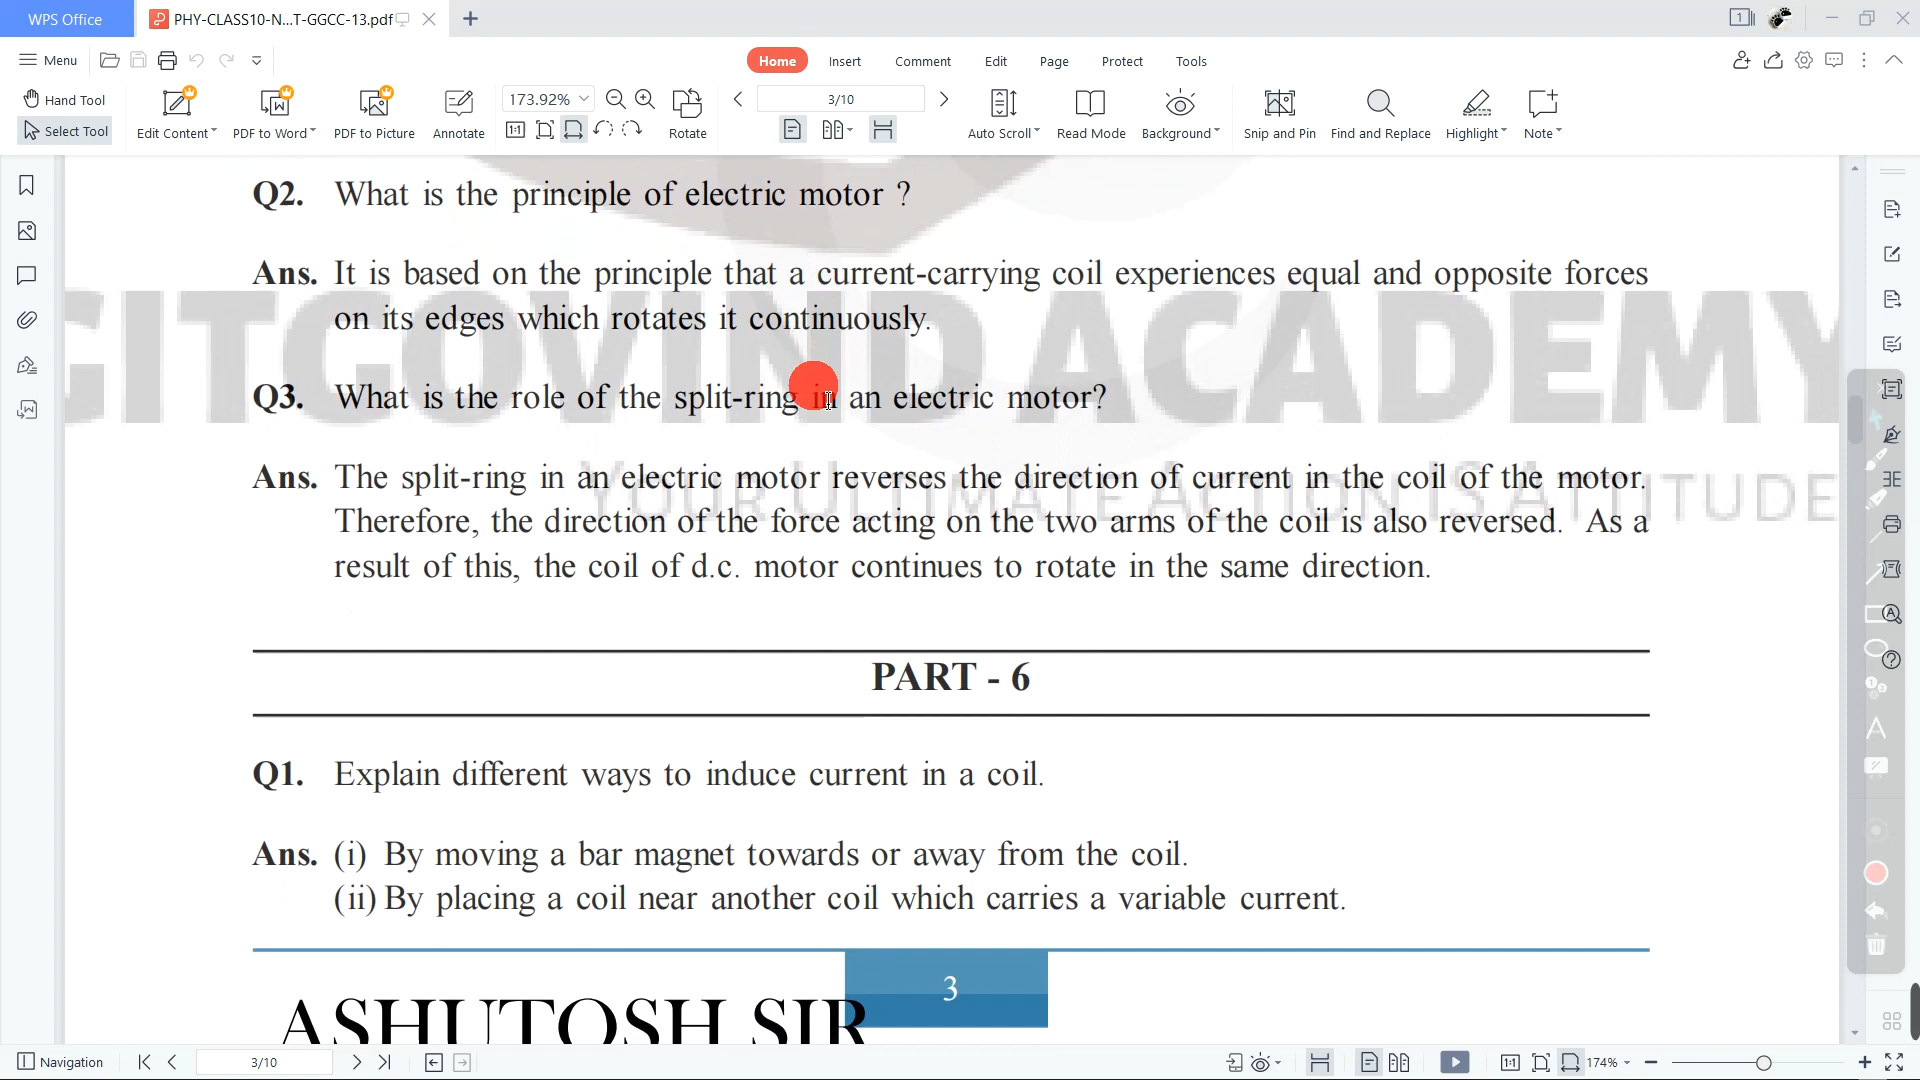 WPS Office PHY-CLASS10-N...T-GGCC-13.pdf 1
Menu Home Insert Comment Edit Page Protect Tools
Hand Tool 173.92% 3/10
Select Tool Edit Content PDF to Word PDF to Picture Annotate 1:1 Rotate Auto Scroll Read Mode Background Snip and Pin Find and Replace Highlight Note
Q2. What is the principle of electric motor ?
Ans. It is based on the principle that a current-carrying coil experiences equal and opposite forces
on its edges which rotates it continuously.
GITGOVIND ACADEMY
Q3. What is the role of the split-ring in an electric motor?
Ans. The split-ring in an electric motor reverses the direction of current in the coil of the motor.
YOUR ULTIMATE ACTION IS ATTITUDE
Therefore, the direction of the force acting on the two arms of the coil is also reversed. As a
result of this, the coil of d.c. motor continues to rotate in the same direction.
PART - 6
Q1. Explain different ways to induce current in a coil.
Ans. (i) By moving a bar magnet towards or away from the coil.
(ii) By placing a coil near another coil which carries a variable current.
3
ASHUTOSH SIR
Navigation 3/10 1:1 174%